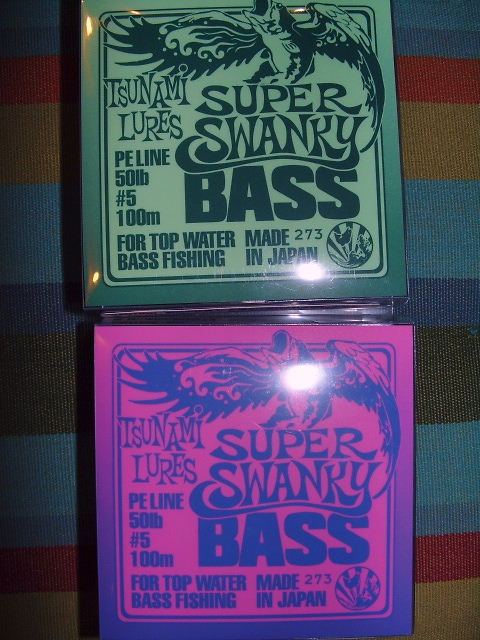 TSUNAMI
LURES
SUPER
SWANKY
BASS
PE LINE
50lb
#5
100m
FOR TOP WATER
BASS FISHING
MADE 273
IN JAPAN
TSUNAMI
LURES
SUPER
SWANKY
BASS
PE LINE
50lb
#5
100m
FOR TOP WATER
BASS FISHING
MADE 273
IN JAPAN